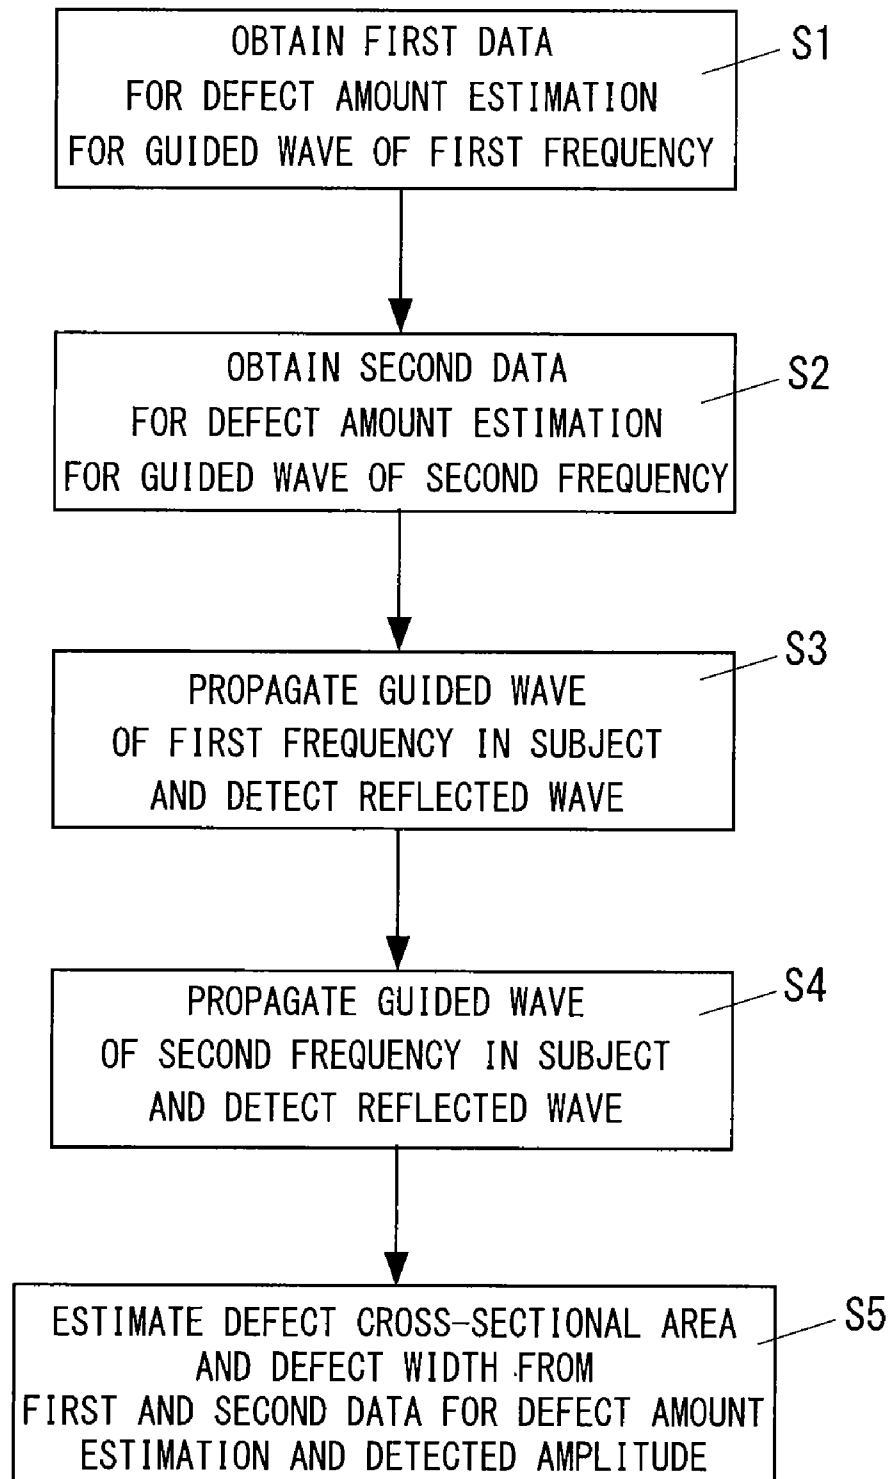 OBTAIN FIRST DATA
FOR DEFECT AMOUNT ESTIMATION
FOR GUIDED WAVE OF FIRST FREQUENCY
S1
OBTAIN SECOND DATA
FOR DEFECT AMOUNT ESTIMATION
FOR GUIDED WAVE OF SECOND FREQUENCY
S2
PROPAGATE GUIDED WAVE
OF FIRST FREQUENCY IN SUBJECT
AND DETECT REFLECTED WAVE
S3
PROPAGATE GUIDED WAVE
OF SECOND FREQUENCY IN SUBJECT
AND DETECT REFLECTED WAVE
S4
ESTIMATE DEFECT CROSS-SECTIONAL AREA
AND DEFECT WIDTH FROM
FIRST AND SECOND DATA FOR DEFECT AMOUNT
ESTIMATION AND DETECTED AMPLITUDE
S5